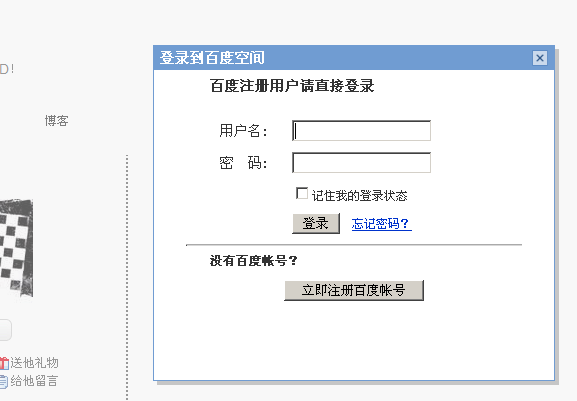 登录到百度空间
百度注册用户请直接登录
D!
博客
用户名：
密 码：
记住我的登录状态
登录 忘记密码？
没有百度帐号？
立即注册百度帐号
送他礼物
给他留言